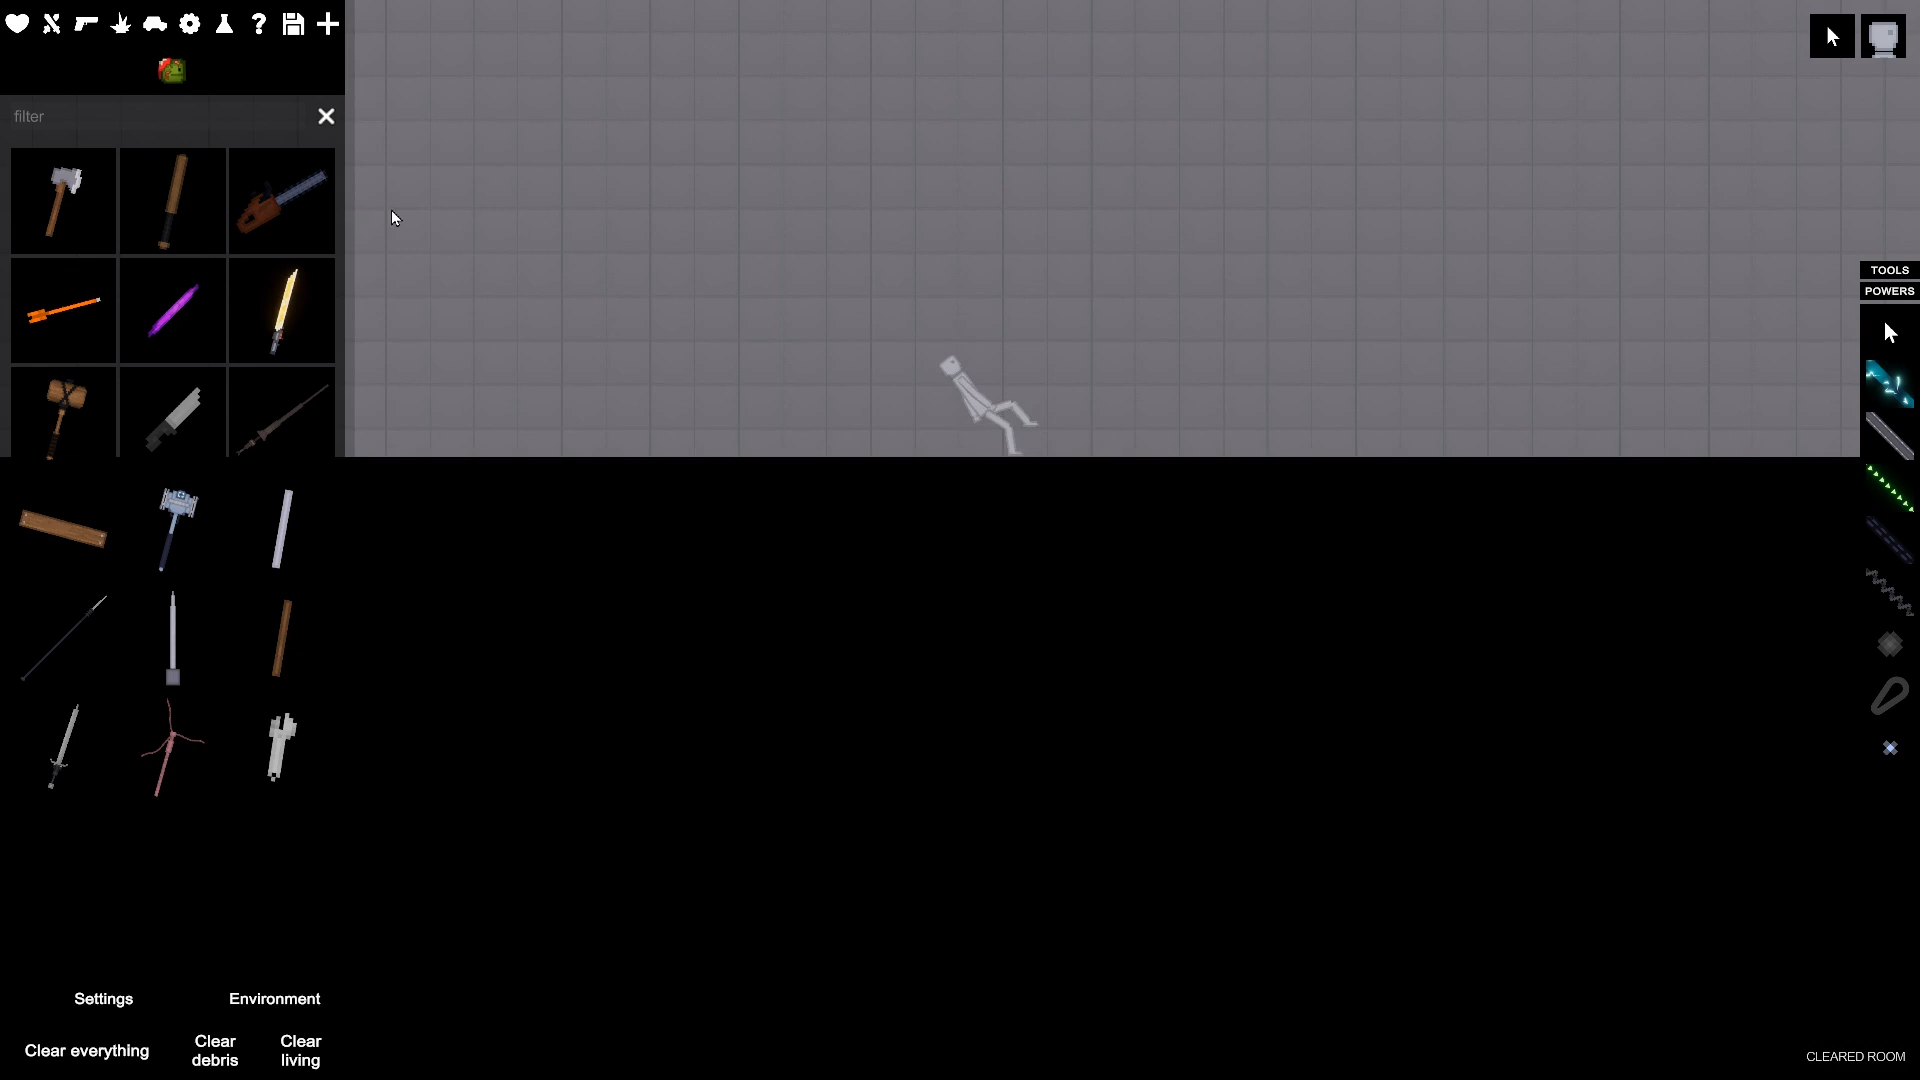 filter
TOOLS
POWERS
Settings
Environment
Clear everything
Clear
debris
Clear
living
CLEARED ROOM